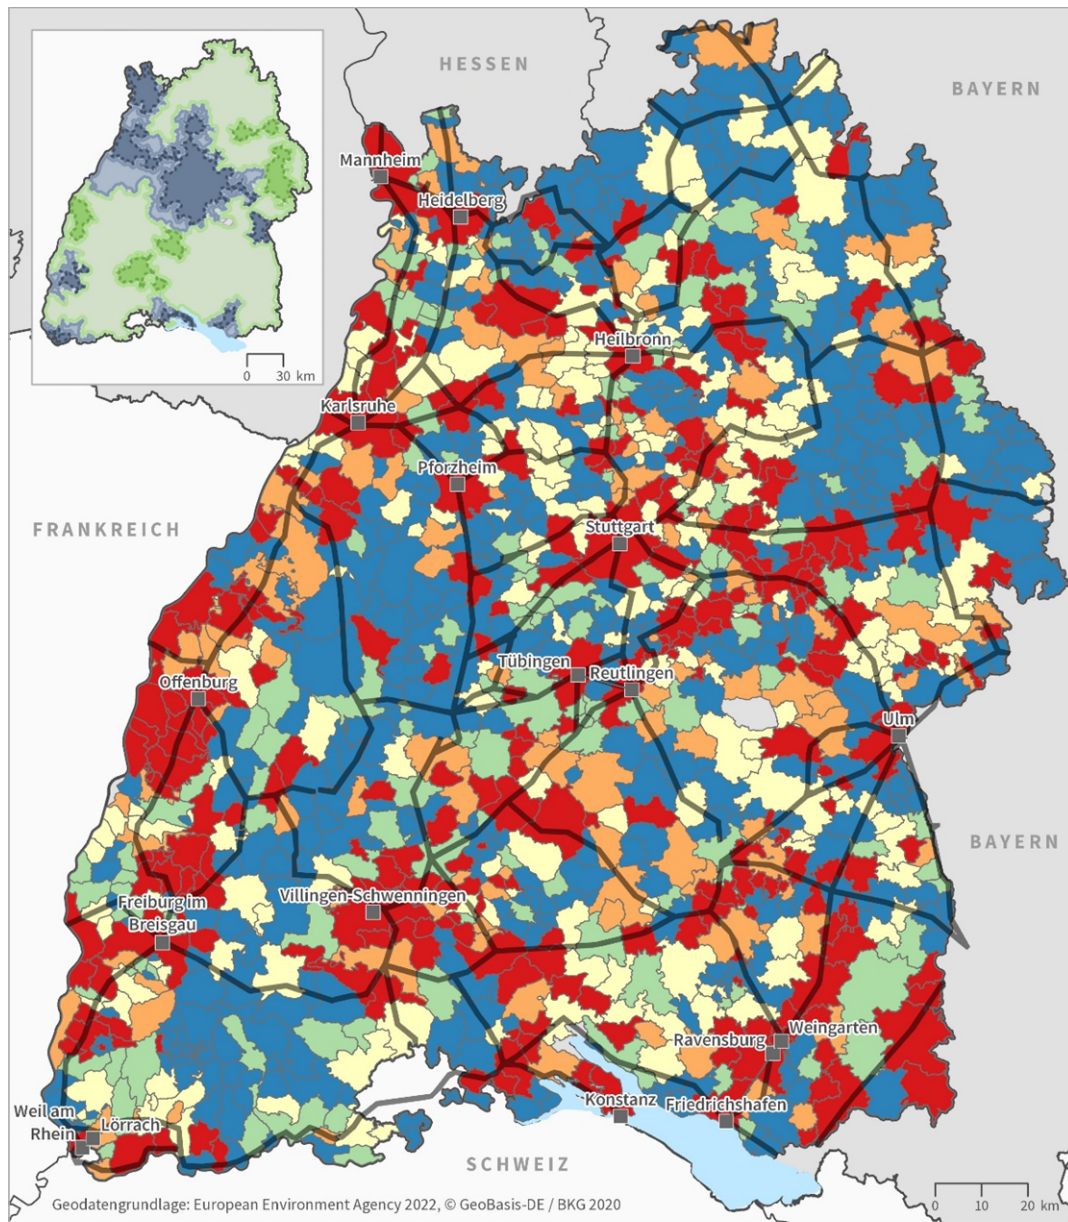 HESSEN
BAYERN
Mannheim
Heidelberg
Heilbronn
0 30 km
Karlsruhe
Pforzheim
FRANKREICH
Stuttgart
Tübingen
Reutlingen
Offenburg
Ulm
BAYERN
Villingen-Schwenningen
Freiburg im
Breisgau
Weingarten
Ravensburg
Konstanz
Friedrichshafen
Weil am
Rhein
Lörrach
SCHWEIZ
0 10 20 km
Geodatengrundlage: European Environment Agency 2022, © GeoBasis-DE / BKG 2020